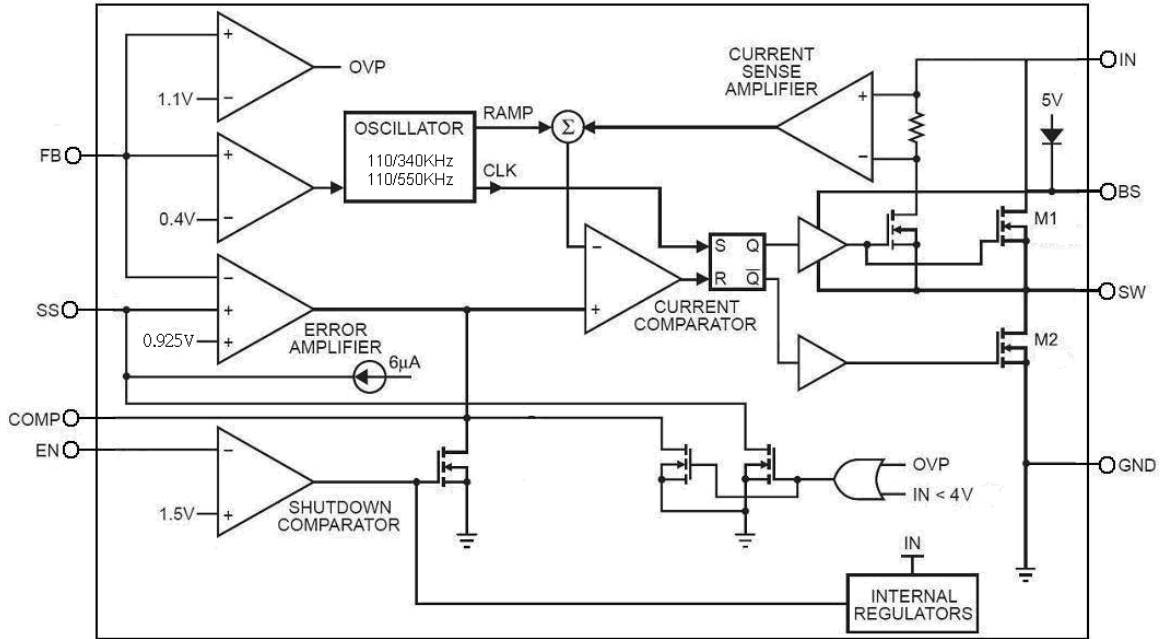 +
OVP
1.1V
−
FB
+
0.4V
−
OSCILLATOR
110/340KHz
110/550KHz
RAMP
CLK
Σ
CURRENT
SENSE
AMPLIFIER
+
−
IN
5V
BS
M1
SW
M2
GND
S Q
R Q̅
−
+
CURRENT
COMPARATOR
−
SS
+
0.925V
+
ERROR
AMPLIFIER
6µA
COMP
EN
−
1.5V
+
SHUTDOWN
COMPARATOR
OVP
IN < 4V
IN
INTERNAL
REGULATORS